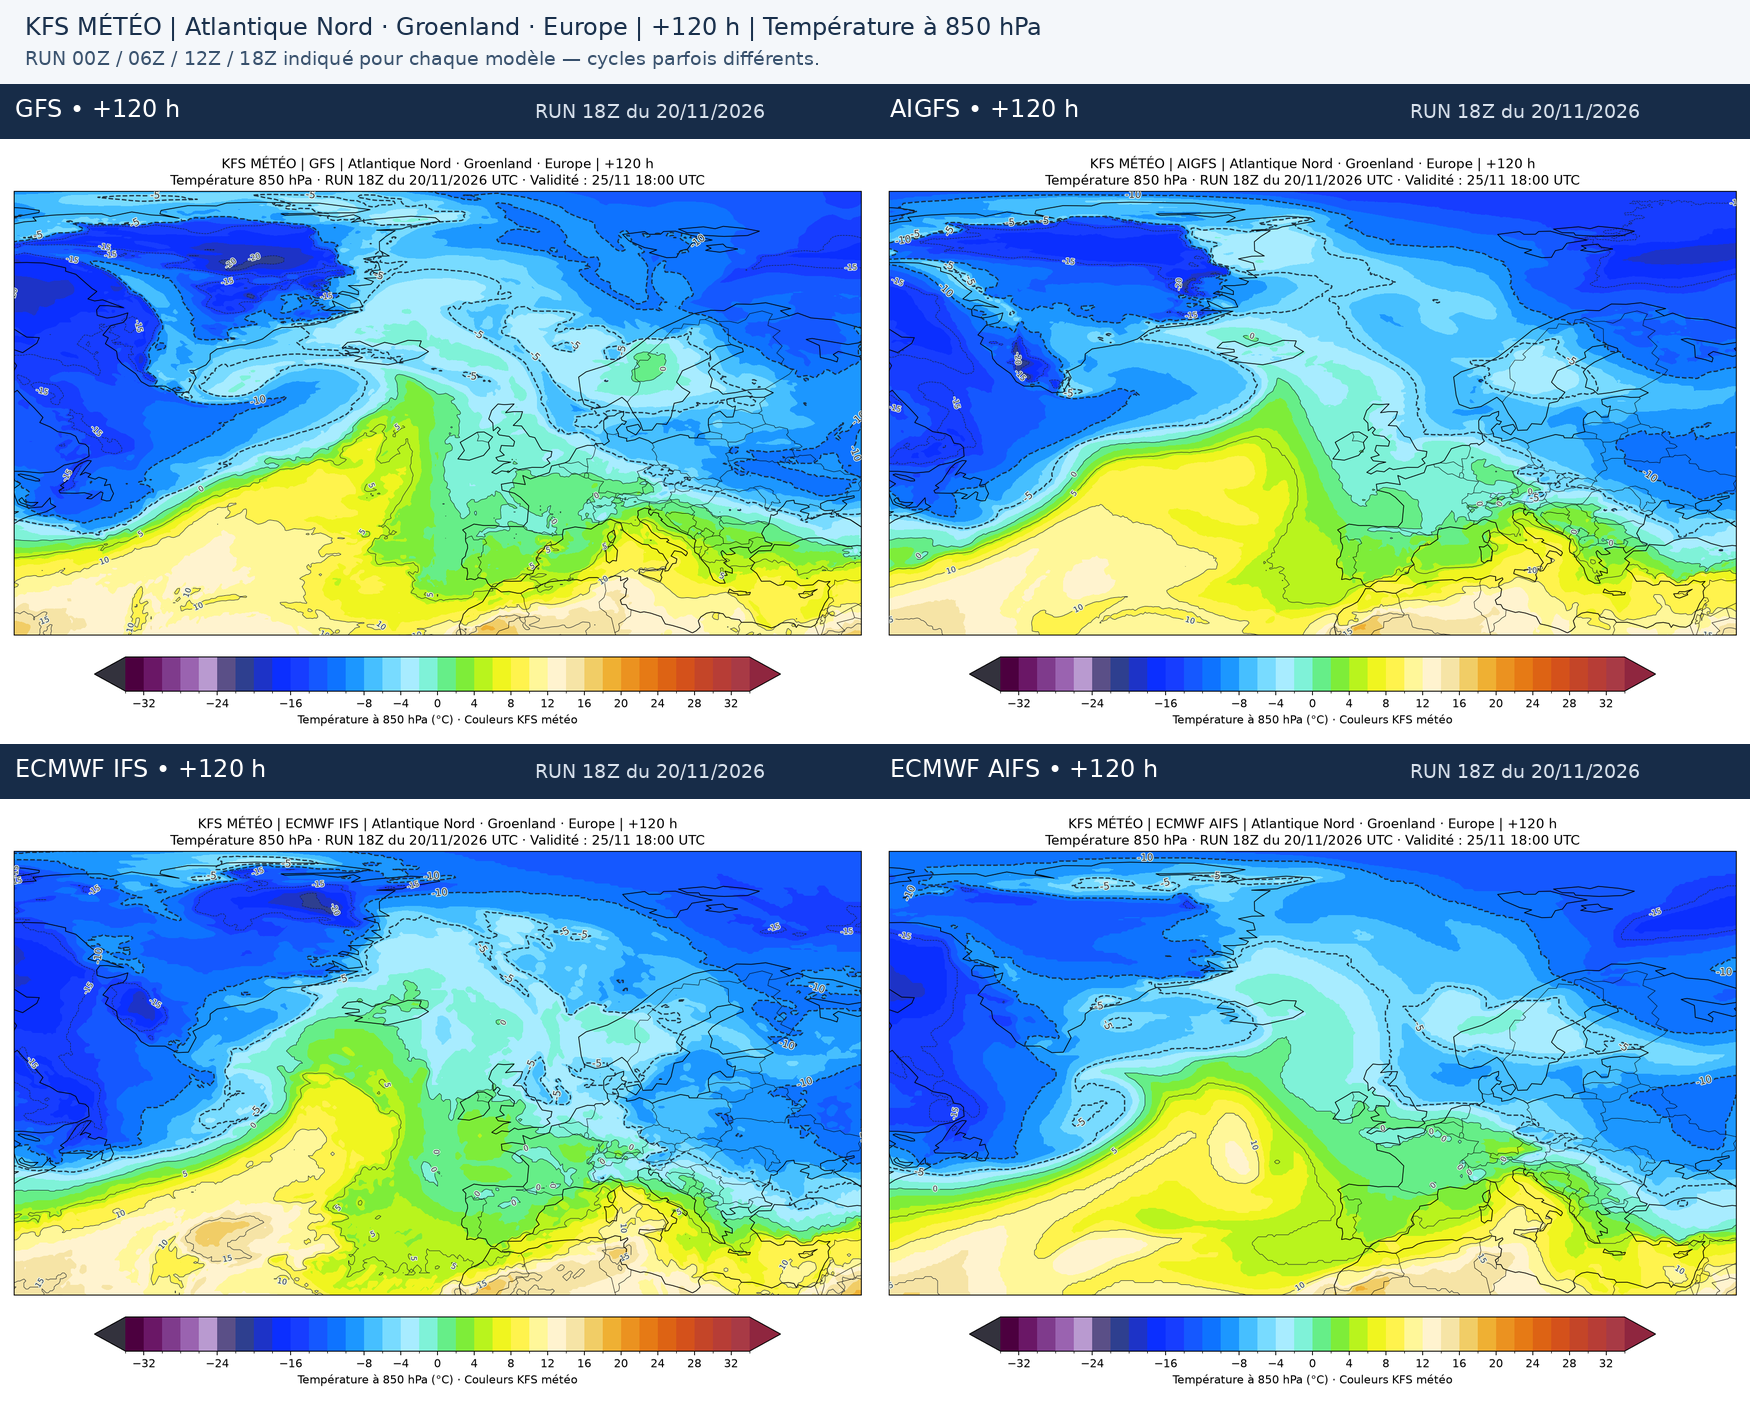 KFS MÉTÉO | Atlantique Nord · Groenland · Europe | +120 h | Température à 850 hPa
RUN 00Z / 06Z / 12Z / 18Z indiqué pour chaque modèle — cycles parfois différents.
GFS • +120 h
RUN 18Z du 20/11/2026
KFS MÉTÉO | GFS | Atlantique Nord · Groenland · Europe | +120 h
Température 850 hPa · RUN 18Z du 20/11/2026 UTC · Validité : 25/11 18:00 UTC
−32 −24 −16 −8 −4 0 4 8 12 16 20 24 28 32
Température à 850 hPa (°C) · Couleurs KFS météo
AIGFS • +120 h
RUN 18Z du 20/11/2026
KFS MÉTÉO | AIGFS | Atlantique Nord · Groenland · Europe | +120 h
Température 850 hPa · RUN 18Z du 20/11/2026 UTC · Validité : 25/11 18:00 UTC
−32 −24 −16 −8 −4 0 4 8 12 16 20 24 28 32
Température à 850 hPa (°C) · Couleurs KFS météo
ECMWF IFS • +120 h
RUN 18Z du 20/11/2026
KFS MÉTÉO | ECMWF IFS | Atlantique Nord · Groenland · Europe | +120 h
Température 850 hPa · RUN 18Z du 20/11/2026 UTC · Validité : 25/11 18:00 UTC
−32 −24 −16 −8 −4 0 4 8 12 16 20 24 28 32
Température à 850 hPa (°C) · Couleurs KFS météo
ECMWF AIFS • +120 h
RUN 18Z du 20/11/2026
KFS MÉTÉO | ECMWF AIFS | Atlantique Nord · Groenland · Europe | +120 h
Température 850 hPa · RUN 18Z du 20/11/2026 UTC · Validité : 25/11 18:00 UTC
−32 −24 −16 −8 −4 0 4 8 12 16 20 24 28 32
Température à 850 hPa (°C) · Couleurs KFS météo